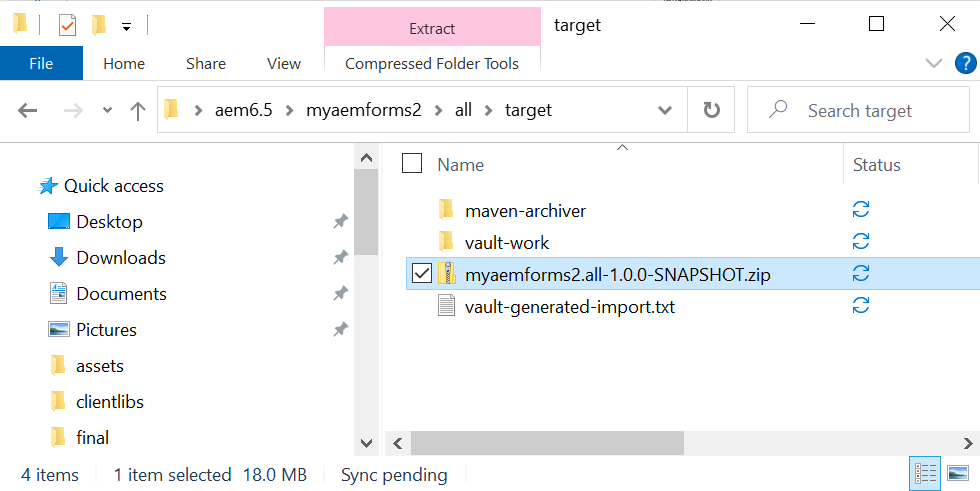 Extract
target
File
Home
Share
View
Compressed Folder Tools
?
aem6.5 > myaemforms2 > all > target
Search target
Quick access
Desktop
Downloads
Documents
Pictures
assets
clientlibs
final
Name
Status
maven-archiver
vault-work
myaemforms2.all-1.0.0-SNAPSHOT.zip
vault-generated-import.txt
4 items
1 item selected 18.0 MB
Sync pending